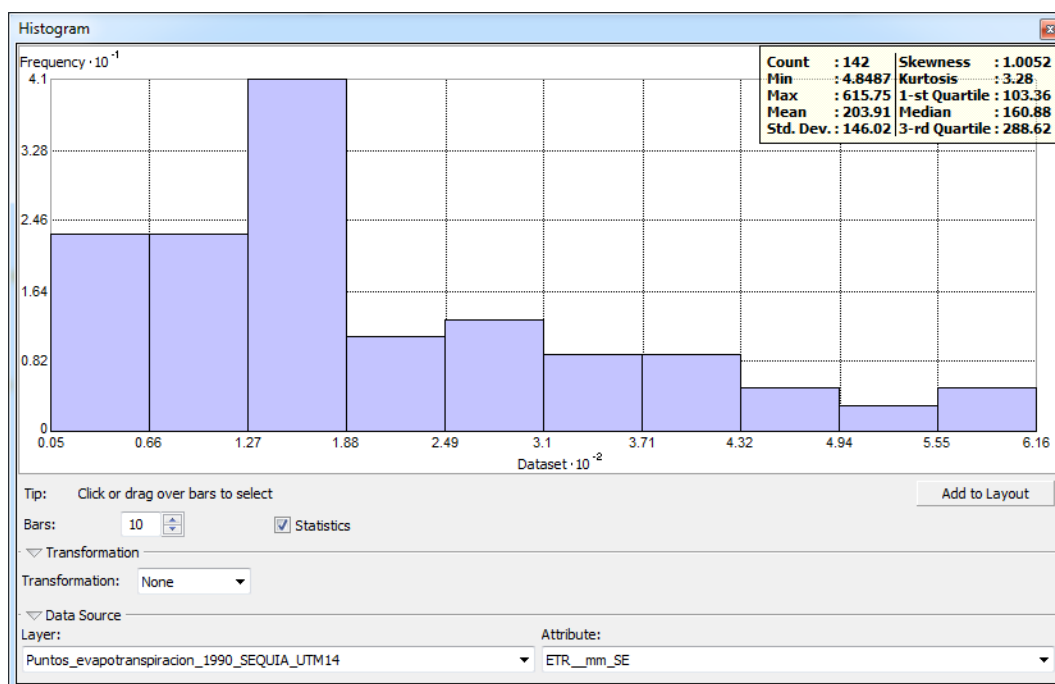 Histogram
Frequency · 10 -1
Count : 142 Skewness : 1.0052
Min : 4.8487 Kurtosis : 3.28
Max : 615.75 1-st Quartile : 103.36
Mean : 203.91 Median : 160.88
Std. Dev. : 146.02 3-rd Quartile : 288.62
4.1
3.28
2.46
1.64
0.82
0
0.05 0.66 1.27 1.88 2.49 3.1 3.71 4.32 4.94 5.55 6.16
Dataset · 10 -2
Tip: Click or drag over bars to select Add to Layout
Bars: 10 Statistics
Transformation
Transformation: None
Data Source
Layer: Attribute:
Puntos_evapotranspiracion_1990_SEQUIA_UTM14 ETR__mm_SE